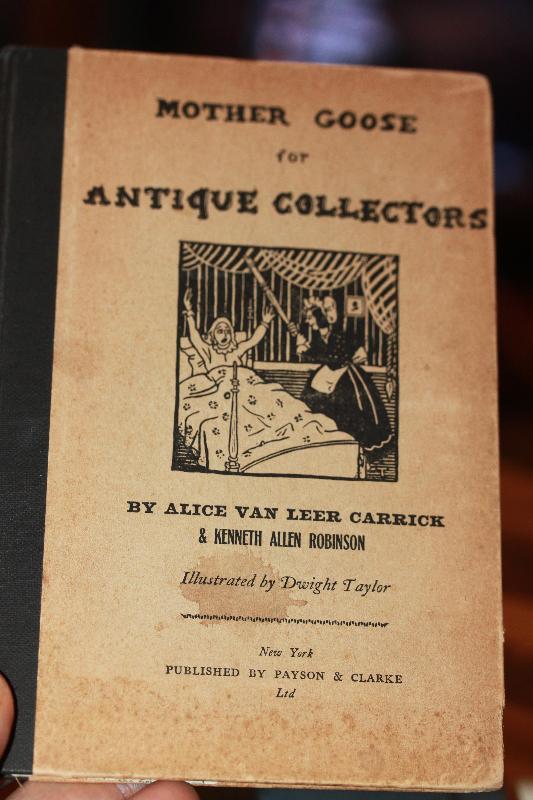 MOTHER GOOSE
for
ANTIQUE COLLECTORS
BY ALICE VAN LEER CARRICK
& KENNETH ALLEN ROBINSON
Illustrated by Dwight Taylor
New York
PUBLISHED BY PAYSON & CLARKE
Ltd